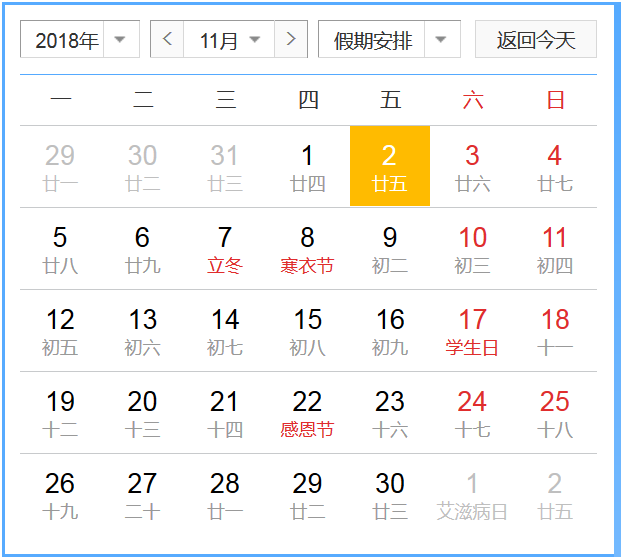 2018年 < 11月 > 假期安排 返回今天
一 二 三 四 五 六 日
29 30 31 1 2 3 4
廿一 廿二 廿三 廿四 廿五 廿六 廿七
5 6 7 8 9 10 11
廿八 廿九 立冬 寒衣节 初二 初三 初四
12 13 14 15 16 17 18
初五 初六 初七 初八 初九 学生日 十一
19 20 21 22 23 24 25
十二 十三 十四 感恩节 十六 十七 十八
26 27 28 29 30 1 2
十九 二十 廿一 廿二 廿三 艾滋病日 廿五